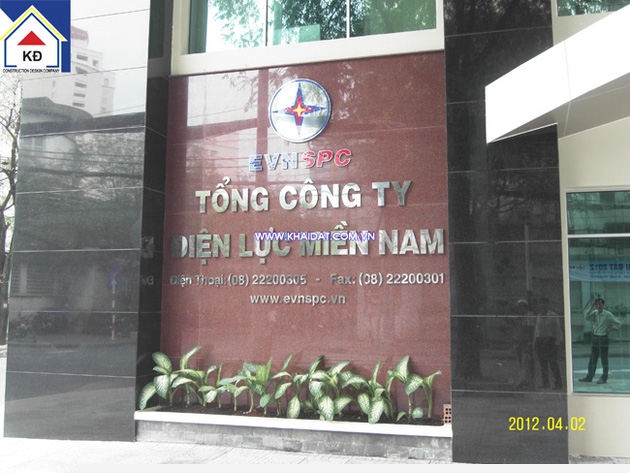 KĐ
CONSTRUCTION DESIGN COMPANY
EVNSPC
TỔNG CÔNG TY
ĐIỆN LỰC MIỀN NAM
WWW.KHAIDAT.COM.VN
Điện Thoại: (08) 22200305 - Fax: (08) 22200301
www.evnspc.vn
2012.04.02